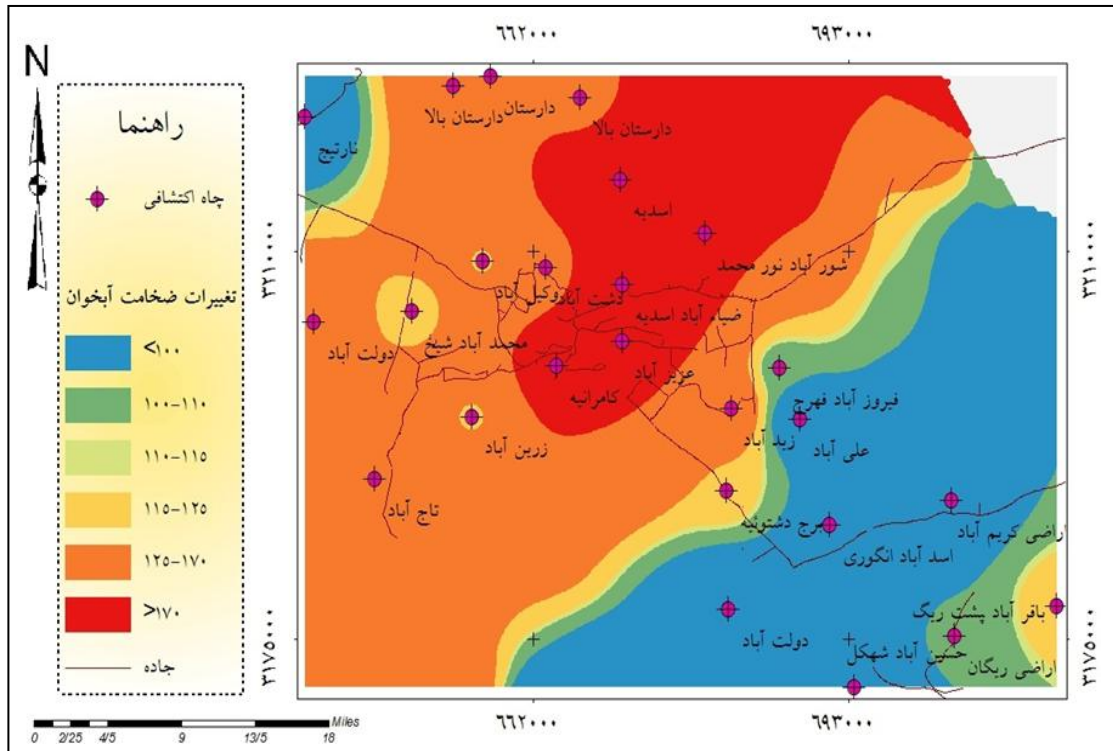 ۶۶۲۰۰۰
۶۹۳۰۰۰
N
راهنما
چاه اکتشافی
تغییرات ضخامت آبخوان
<۱۰۰
۱۰۰-۱۱۰
۱۱۰-۱۱۵
۱۱۵-۱۲۵
۱۲۵-۱۷۰
>۱۷۰
جاده
۳۲۱۰۰۰۰
۳۱۷۵۰۰۰
نارتیج
دارستان بالا
دارستان
دارستان بالا
اسدیه
شور آباد نور محمد
وکیل آباد
دشت آباد
ضیاء آباد اسدیه
دولت آباد
محمد آباد شیخ
عزیز آباد
کامرانیه
فیروز آباد فهرج
زرین آباد
زید آباد
علی آباد
تاج آباد
برج دشتوئیه
اراضی کریم آباد
اسد آباد انگوری
باقر آباد پشت ریگ
دولت آباد
حسین آباد شهکل
اراضی ریگان
۳۲۱۰۰۰۰
۳۱۷۵۰۰۰
۶۶۲۰۰۰
۶۹۳۰۰۰
Miles
0 2/25 4/5 9 13/5 18